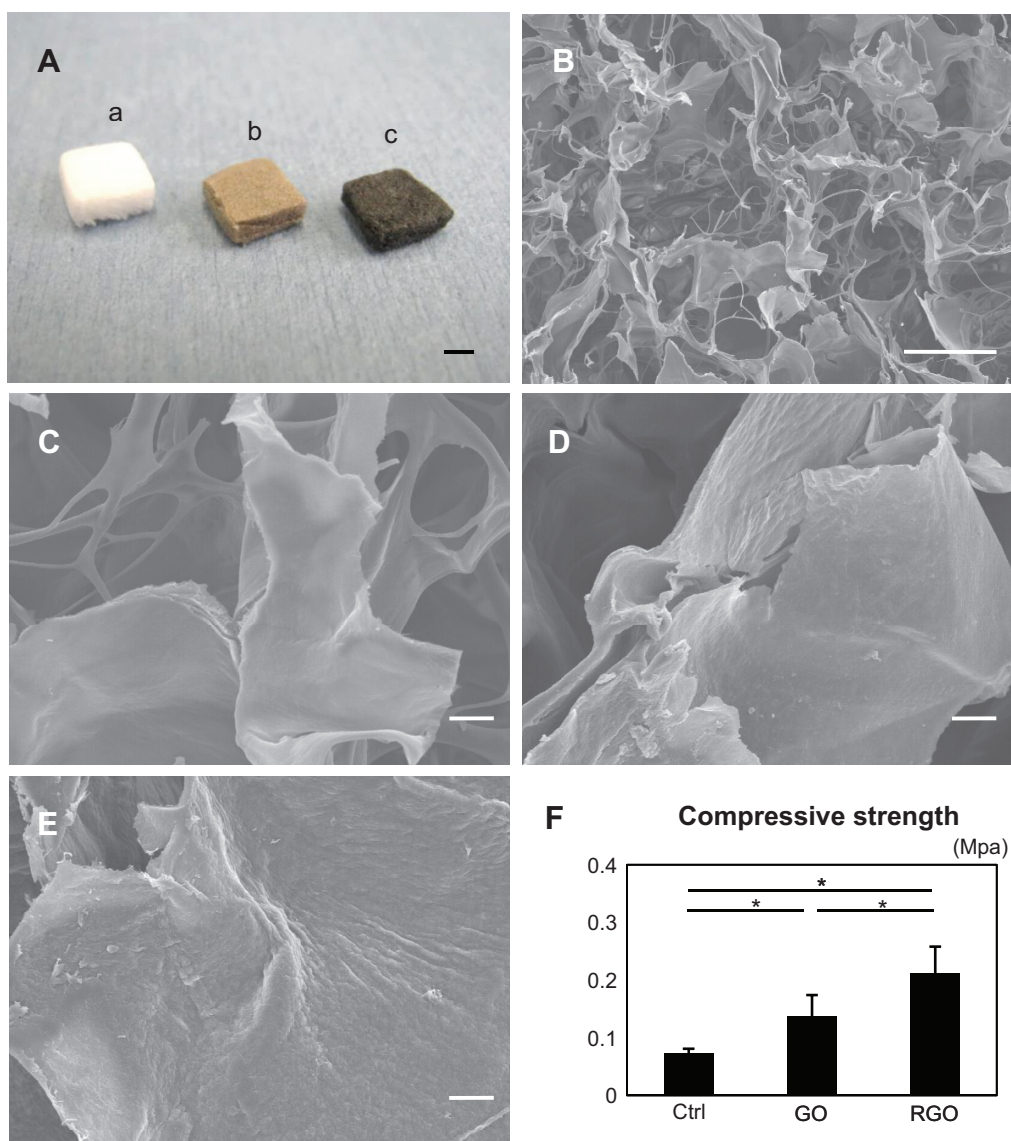 A
a
b
c
B
C
D
E
F
Compressive strength
(Mpa)
0.4
0.3
0.2
0.1
0
*
*
*
Ctrl
GO
RGO